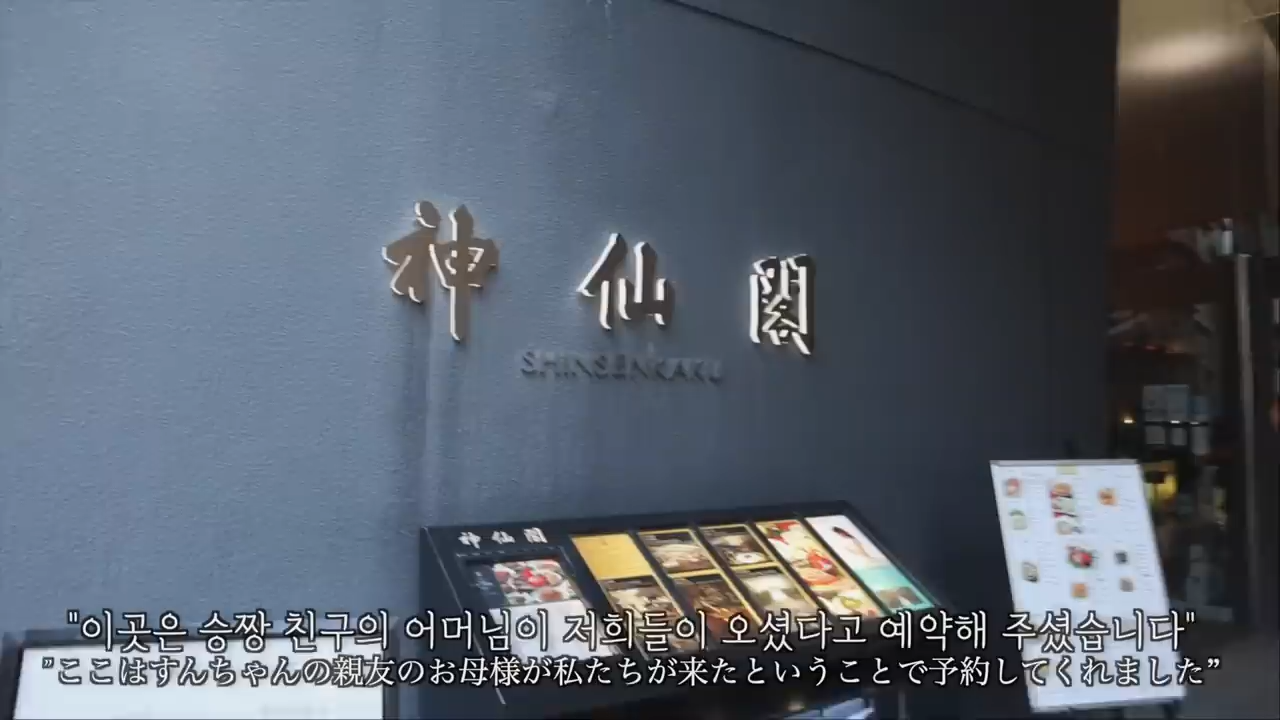 神仙閣
SHINSENKAKU
神仙閣
"이곳은 승짱 친구의 어머님이 저희들이 오셨다고 예약해 주셨습니다"
”ここはすんちゃんの親友のお母様が私たちが来たということで予約してくれました”